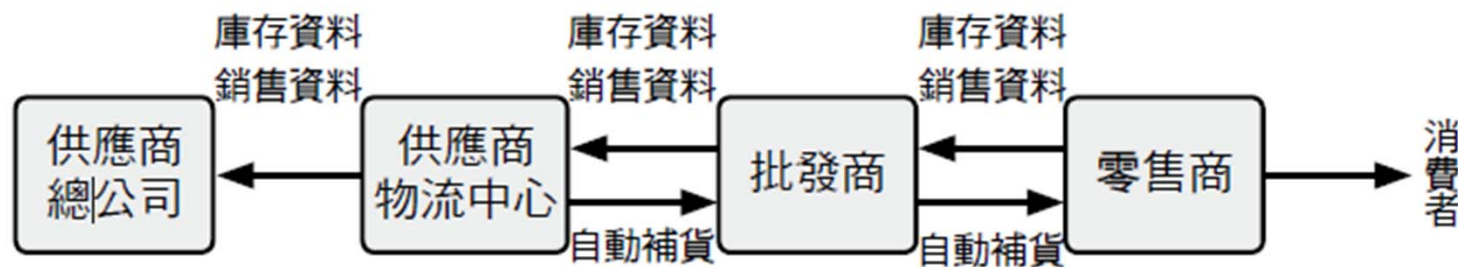 庫存資料
銷售資料
庫存資料
銷售資料
庫存資料
銷售資料
供應商
總公司
供應商
物流中心
批發商
零售商
消費者
自動補貨
自動補貨